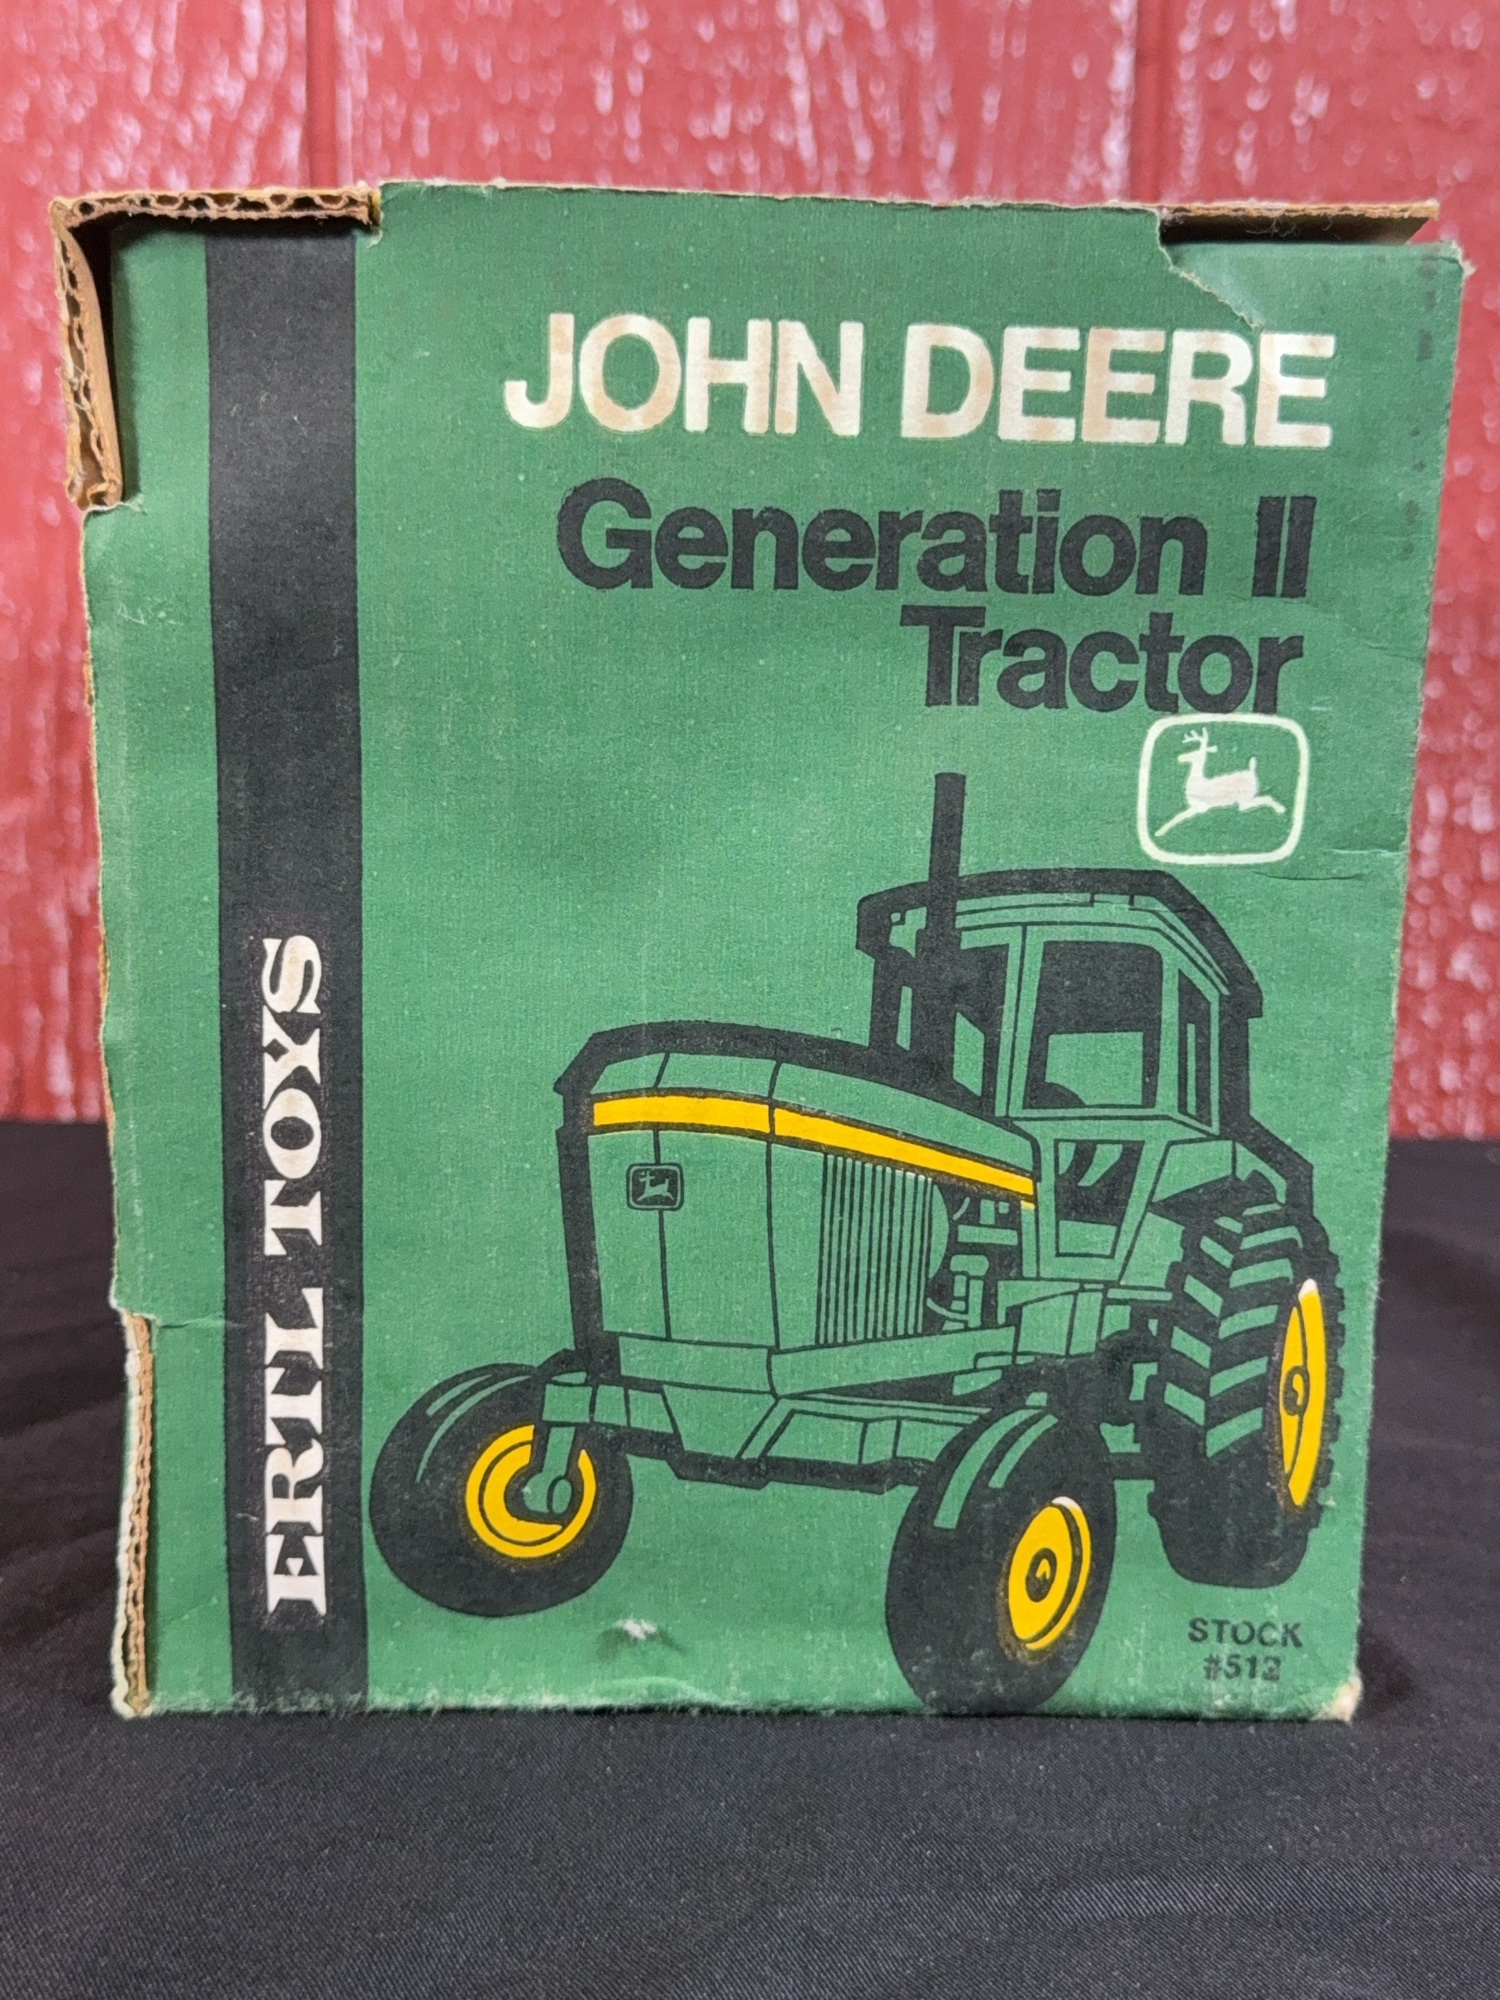 JOHN DEERE
Generation II
Tractor
ERTL TOYS
STOCK
#512